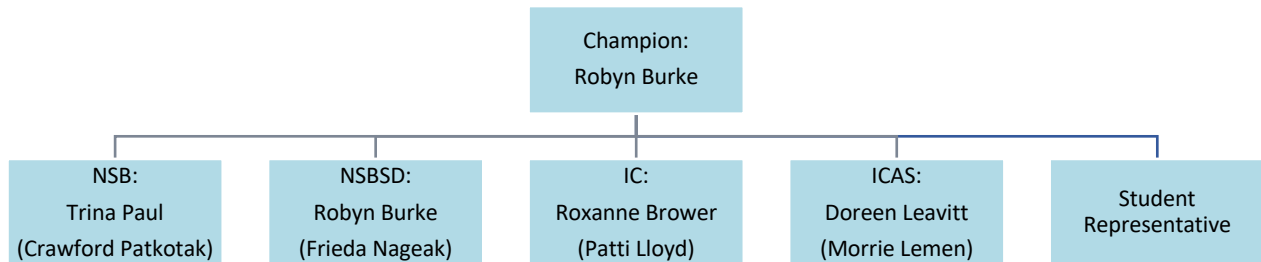 Champion:
Robyn Burke
NSB:
Trina Paul
(Crawford Patkotak)
NSBSD:
Robyn Burke
(Frieda Nageak)
IC:
Roxanne Brower
(Patti Lloyd)
ICAS:
Doreen Leavitt
(Morrie Lemen)
Student
Representative